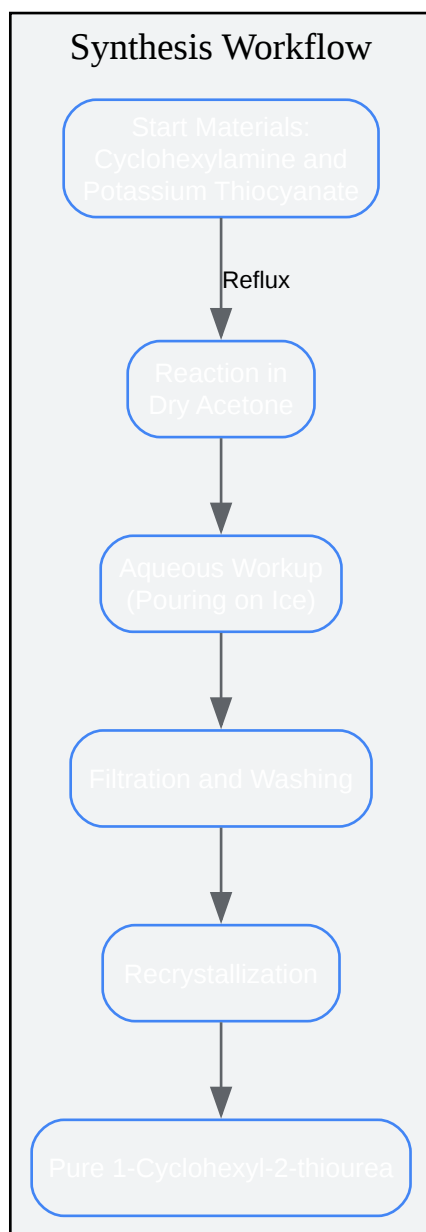 Synthesis Workflow
Start Materials:
Cyclohexylamine and
Potassium Thiocyanate
Reflux
Reaction in
Dry Acetone
Aqueous Workup
(Pouring on Ice)
Filtration and Washing
Recrystallization
Pure 1-Cyclohexyl-2-thiourea